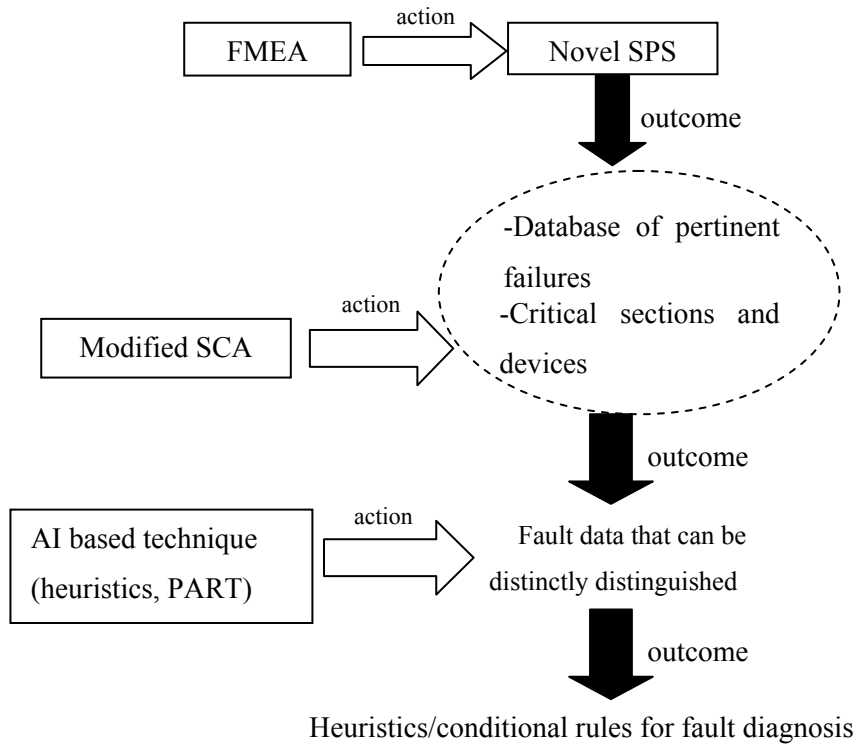 action
FMEA
Novel SPS
outcome
-Database of pertinent
failures
-Critical sections and
devices
action
Modified SCA
outcome
action
AI based technique
(heuristics, PART)
Fault data that can be
distinctly distinguished
outcome
Heuristics/conditional rules for fault diagnosis